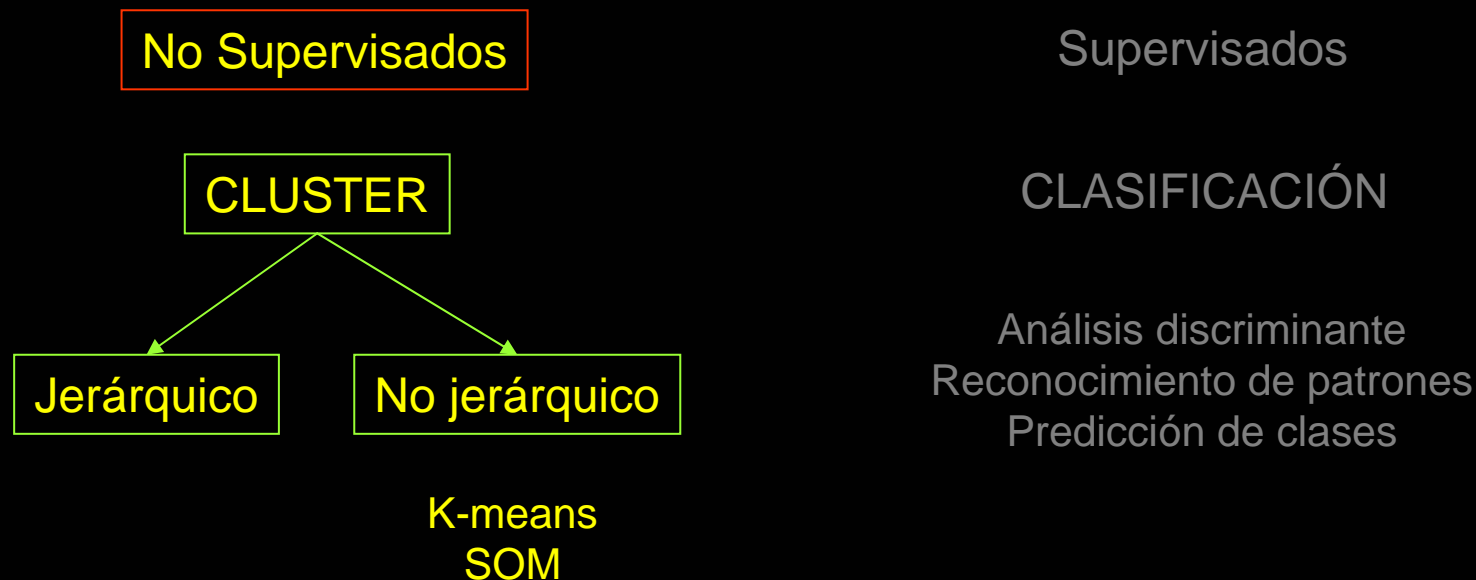 No Supervisados
CLUSTER
Jerárquico
No jerárquico
K-means
SOM
Supervisados
CLASIFICACIÓN
Análisis discriminante
Reconocimiento de patrones
Predicción de clases